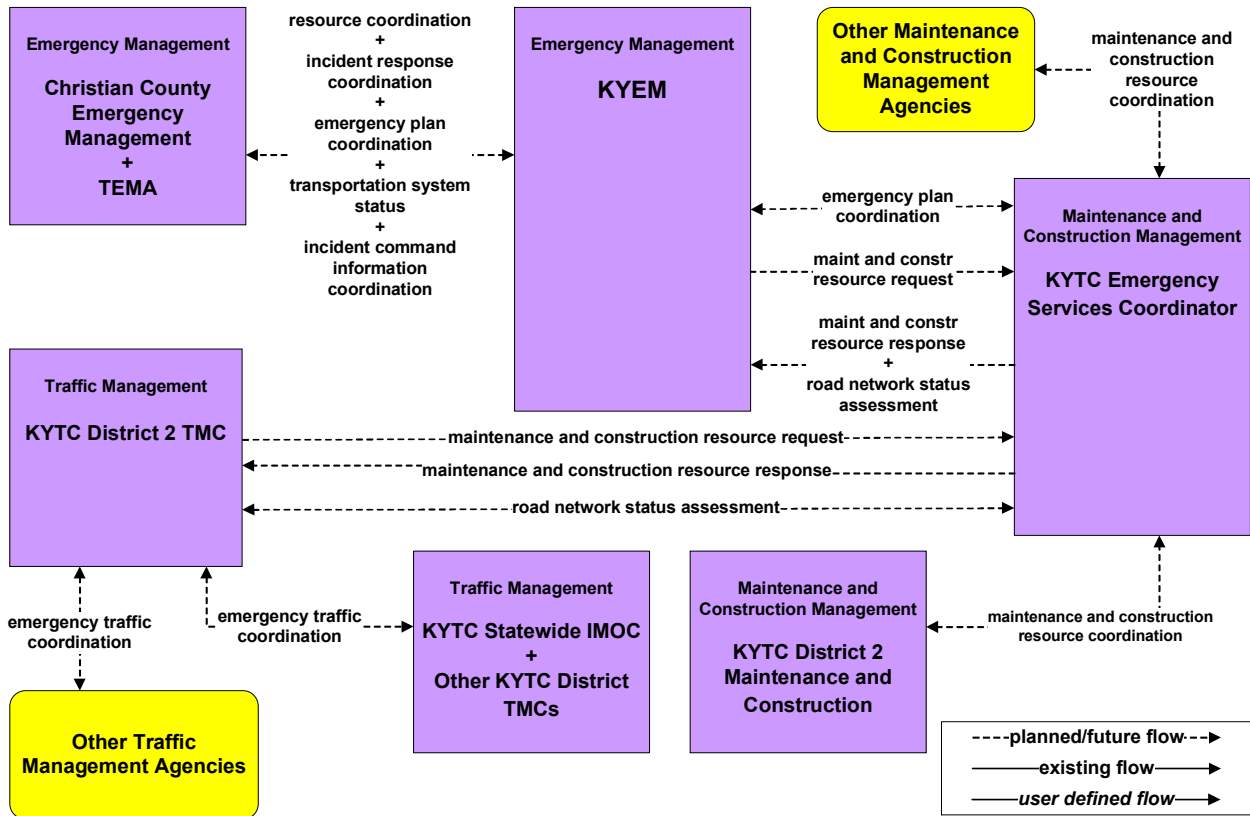 Emergency Management
Christian County
Emergency
Management
+
TEMA
resource coordination
+
incident response
coordination
+
emergency plan
coordination
+
transportation system
status
+
incident command
information
coordination
Emergency Management
KYEM
Other Maintenance
and Construction
Management
Agencies
maintenance and
construction
resource
coordination
emergency plan
coordination
maint and constr
resource request
maint and constr
resource response
+
road network status
assessment
Maintenance and
Construction Management
KYTC Emergency
Services Coordinator
Traffic Management
KYTC District 2 TMC
maintenance and construction resource request
maintenance and construction resource response
road network status assessment
emergency traffic
coordination
emergency traffic
coordination
Traffic Management
KYTC Statewide IMOC
+
Other KYTC District
TMCs
Maintenance and
Construction Management
KYTC District 2
Maintenance and
Construction
maintenance and construction
resource coordination
Other Traffic
Management Agencies
planned/future flow
existing flow
user defined flow